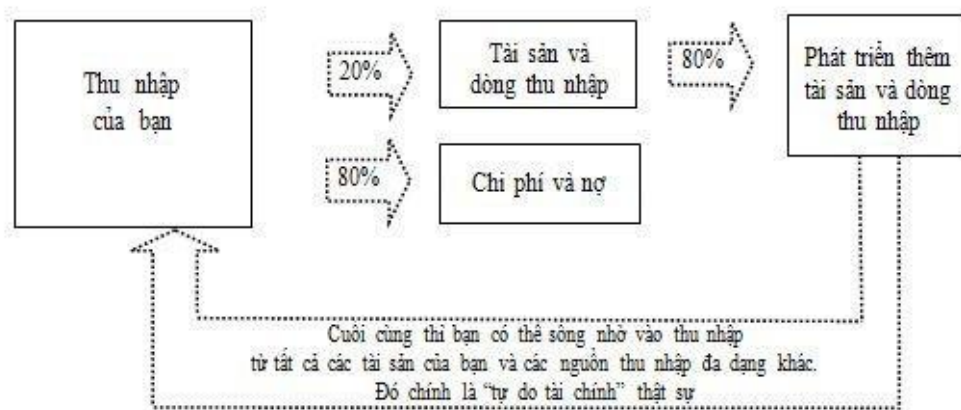 Thu nhập
của bạn
20%
Tài sản và
dòng thu nhập
80%
Phát triển thêm
tài sản và dòng
thu nhập
80%
Chi phí và nợ
Cuối cùng thì bạn có thể sống nhờ vào thu nhập
từ tất cả các tài sản của bạn và các nguồn thu nhập đa dạng khác.
Đó chính là “tự do tài chính” thật sự